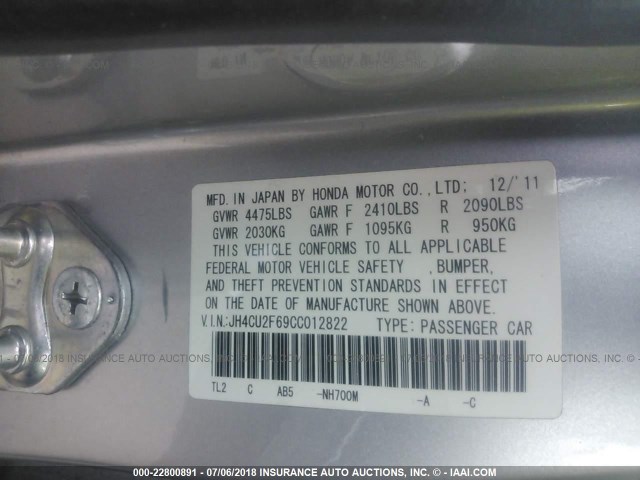 MFD. IN JAPAN BY HONDA MOTOR CO.,LTD; 12/'11
GVWR 4475LBS GAWR F 2410LBS R 2090LBS
GVWR 2030KG GAWR F 1095KG R 950KG
THIS VEHICLE CONFORMS TO ALL APPLICABLE
FEDERAL MOTOR VEHICLE SAFETY ,BUMPER,
AND THEFT PREVENTION STANDARDS IN EFFECT
ON THE DATE OF MANUFACTURE SHOWN ABOVE.
V.I.N.:JH4CU2F69CC012822 TYPE: PASSENGER CAR
TL2 C AB5 -NH700M -A -C
000-22800891 - 07/06/2018 - INSURANCE AUTO AUCTIONS - © - IAAI.COM